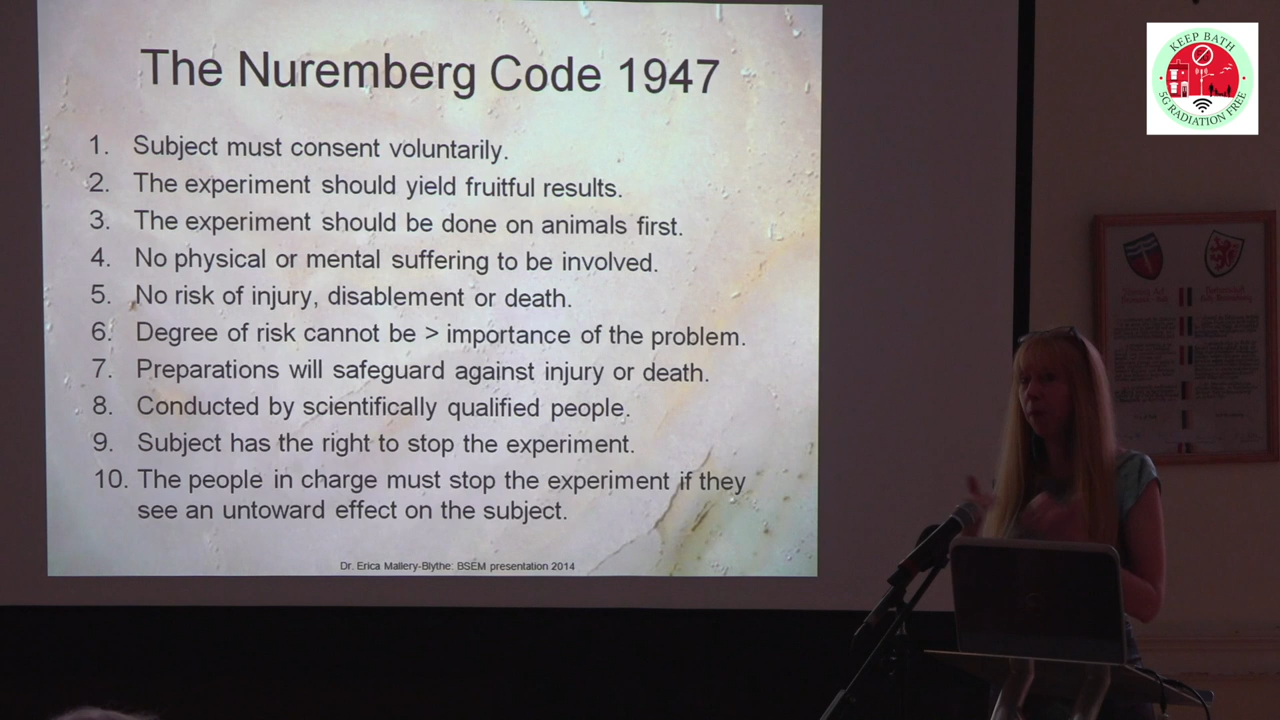 The Nuremberg Code 1947
1. Subject must consent voluntarily.
2. The experiment should yield fruitful results.
3. The experiment should be done on animals first.
4. No physical or mental suffering to be involved.
5. No risk of injury, disablement or death.
6. Degree of risk cannot be > importance of the problem.
7. Preparations will safeguard against injury or death.
8. Conducted by scientifically qualified people.
9. Subject has the right to stop the experiment.
10. The people in charge must stop the experiment if they
see an untoward effect on the subject.
Dr. Erica Mallery-Blythe: BSEM presentation 2014
KEEP BATH
5G RADIATION FREE